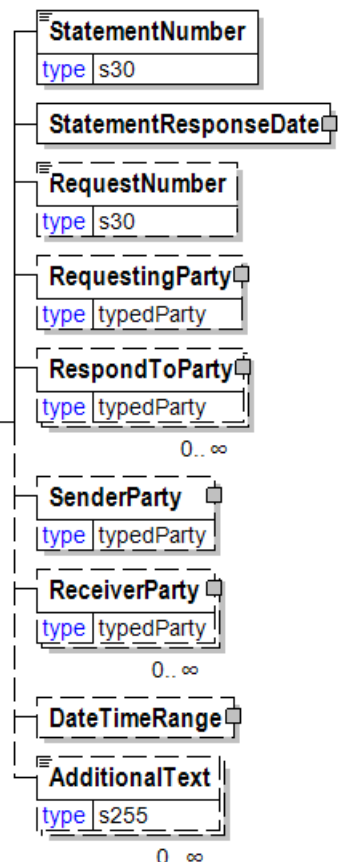 StatementNumber
type s30
StatementResponseDate
RequestNumber
type s30
RequestingParty
type typedParty
RespondToParty
type typedParty
0.. ∞
SenderParty
type typedParty
ReceiverParty
type typedParty
0.. ∞
DateTimeRange
AdditionalText
type s255
0.. ∞